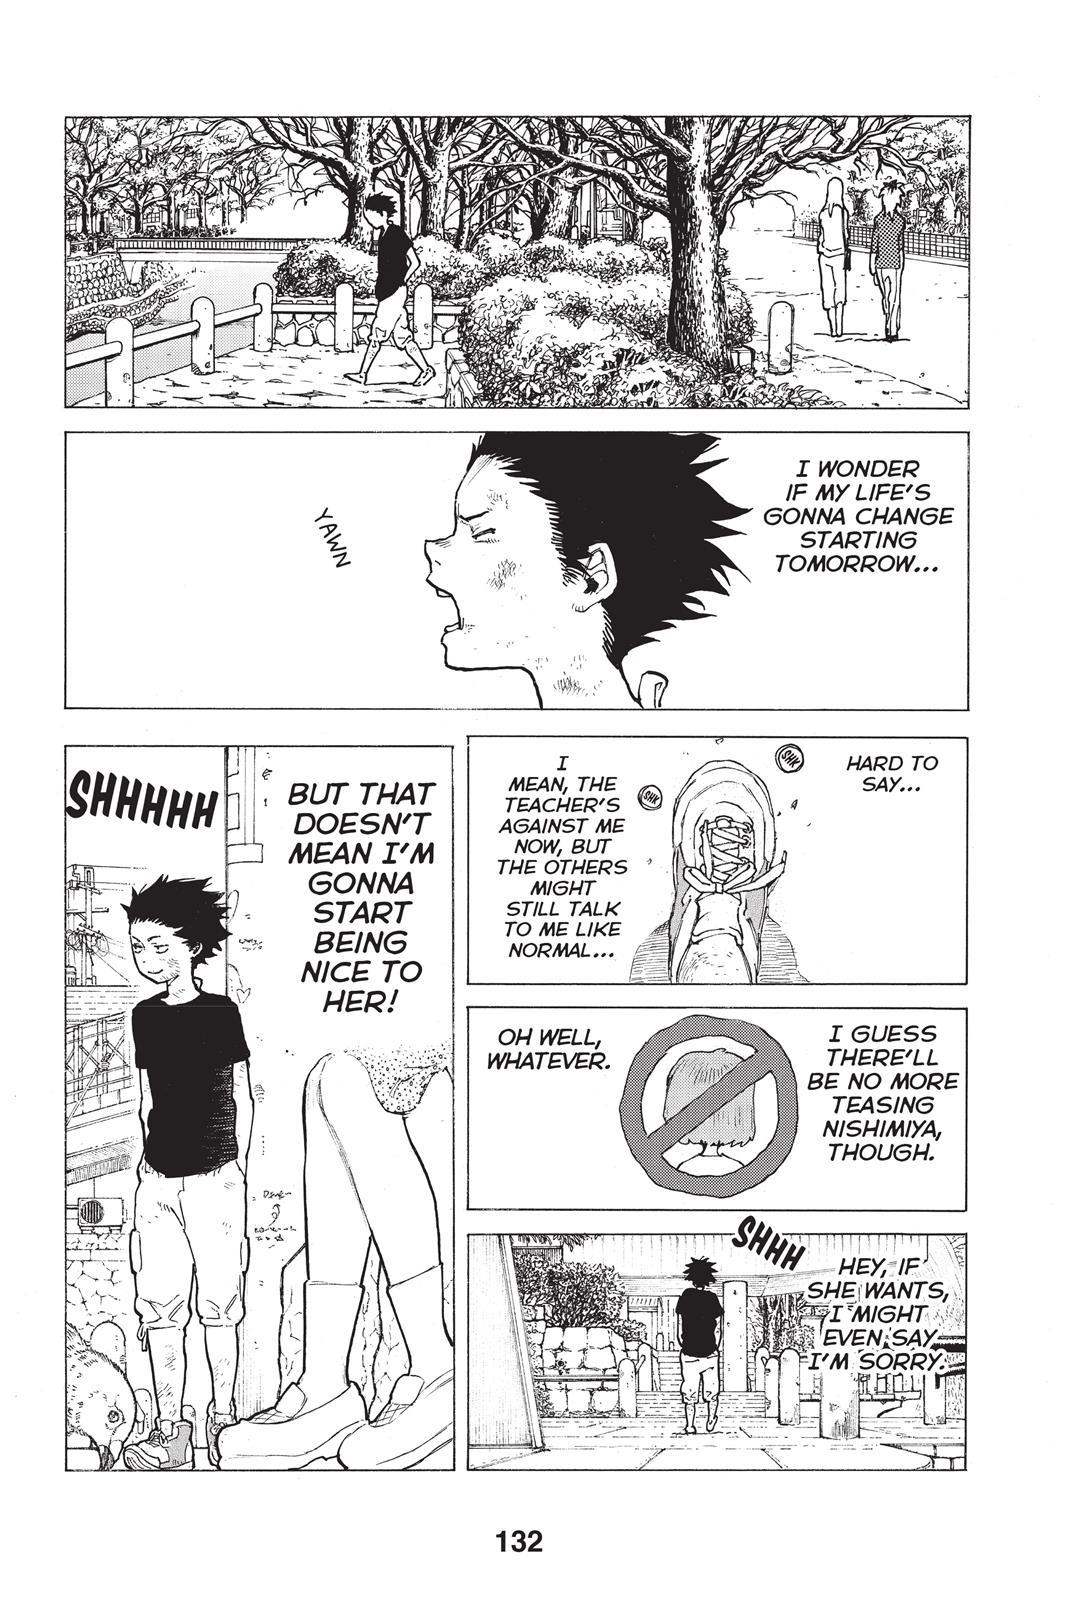 I WONDER
IF MY LIFE'S
GONNA CHANGE
STARTING
TOMORROW...
YAWN
HARD TO
SAY...
SHK
SHK
I
MEAN, THE
TEACHER'S
AGAINST ME
NOW, BUT
THE OTHERS
MIGHT
STILL TALK
TO ME LIKE
NORMAL...
I GUESS
THERE'LL
BE NO MORE
TEASING
NISHIMIYA,
THOUGH.
OH WELL,
WHATEVER.
SHHH
HEY, IF
SHE WANTS,
I MIGHT
EVEN SAY
I'M SORRY.
SHHHHH
BUT THAT
DOESN'T
MEAN I'M
GONNA
START
BEING
NICE TO
HER!
132